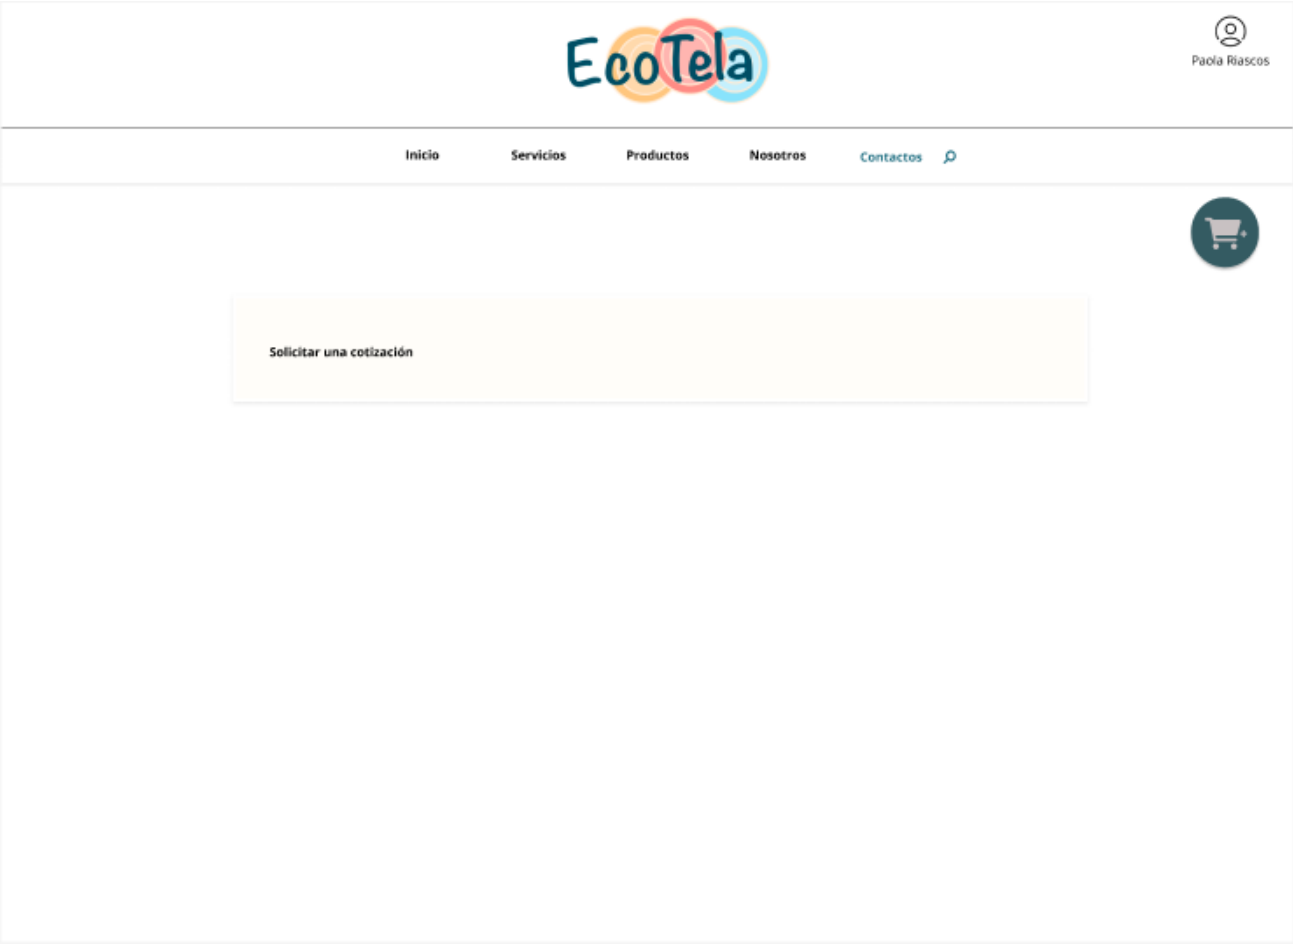 EcoTela
Paola Riascos
Inicio Servicios Productos Nosotros Contactos
Solicitar una cotización